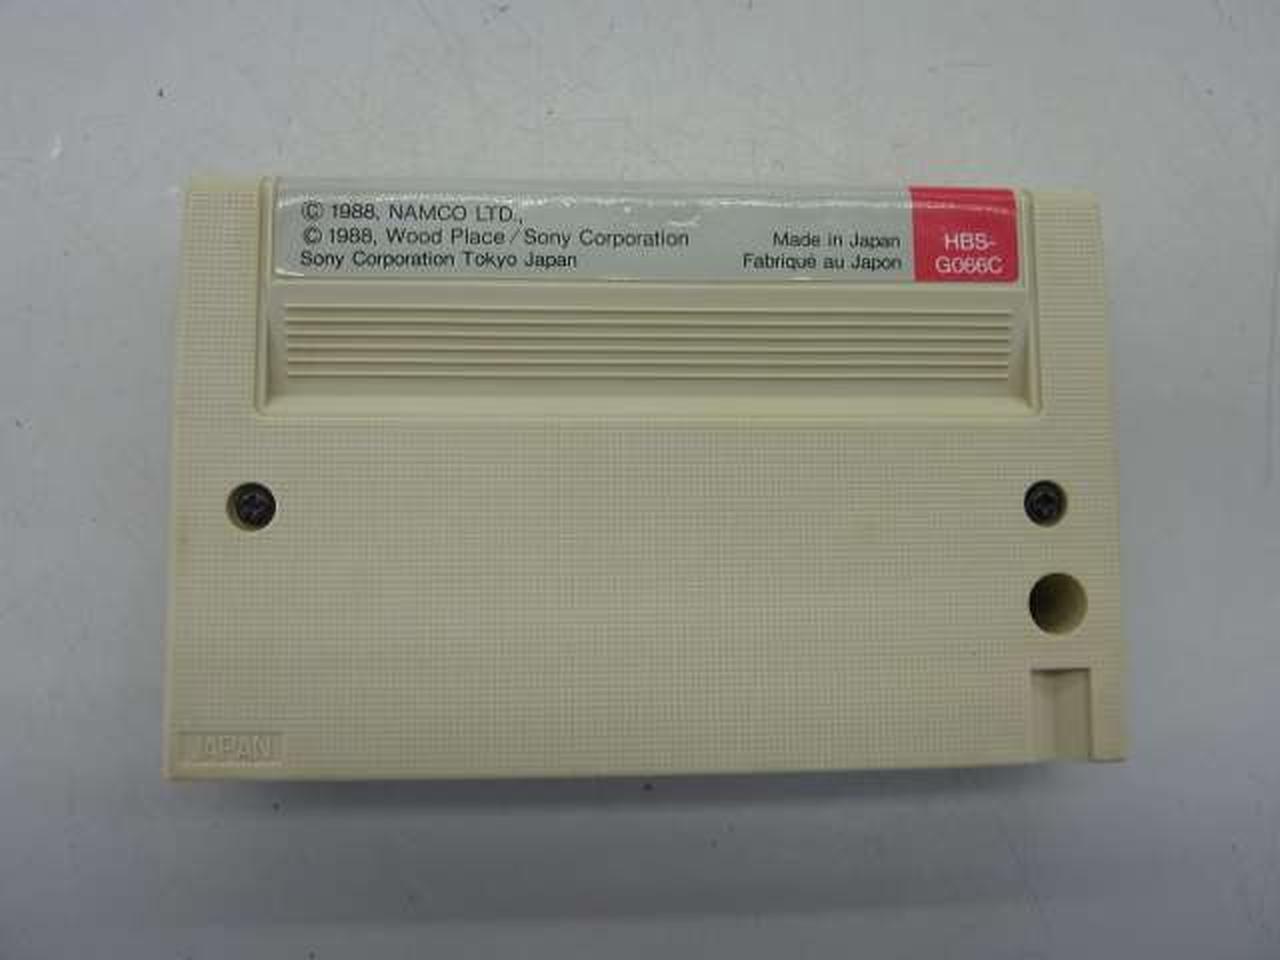 © 1988, NAMCO LTD.,
© 1988, Wood Place / Sony Corporation
Sony Corporation Tokyo Japan
Made in Japan
Fabriqué au Japon
HBS-
G066C
JAPAN